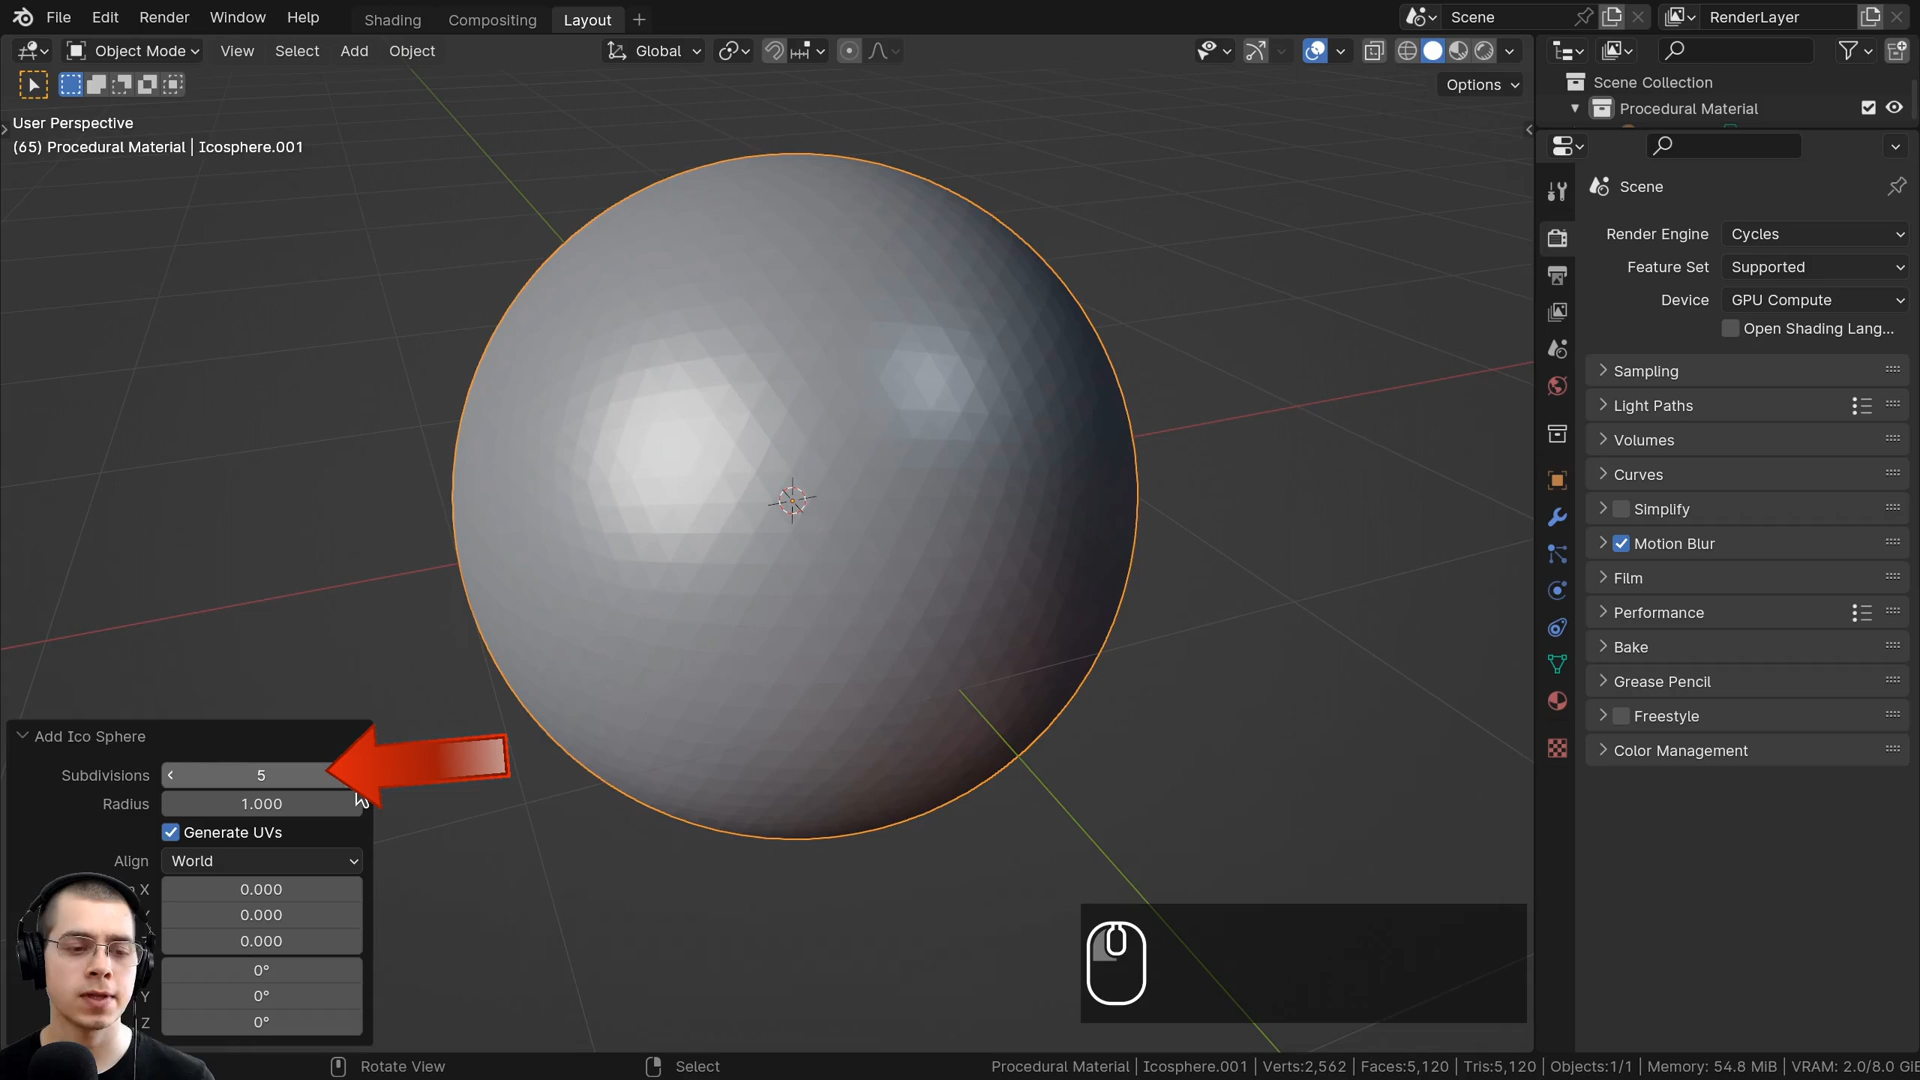 File Edit Render Window Help Shading Compositing Layout + Scene RenderLayer
Object Mode View Select Add Object Global
Options
User Perspective
(65) Procedural Material | Icosphere.001
Scene Collection
Procedural Material
Scene
Render Engine Cycles
Feature Set Supported
Device GPU Compute
Open Shading Lang...
Sampling
Light Paths
Volumes
Curves
Simplify
Motion Blur
Film
Performance
Bake
Grease Pencil
Freestyle
Color Management
Add Ico Sphere
Subdivisions 5
Radius 1.000
Generate UVs
Align World
X 0.000
0.000
0.000
0°
Y 0°
Z 0°
Rotate View Select Procedural Material | Icosphere.001 | Verts:2,562 | Faces:5,120 | Tris:5,120 | Objects:1/1 | Memory: 54.8 MiB | VRAM: 2.0/8.0